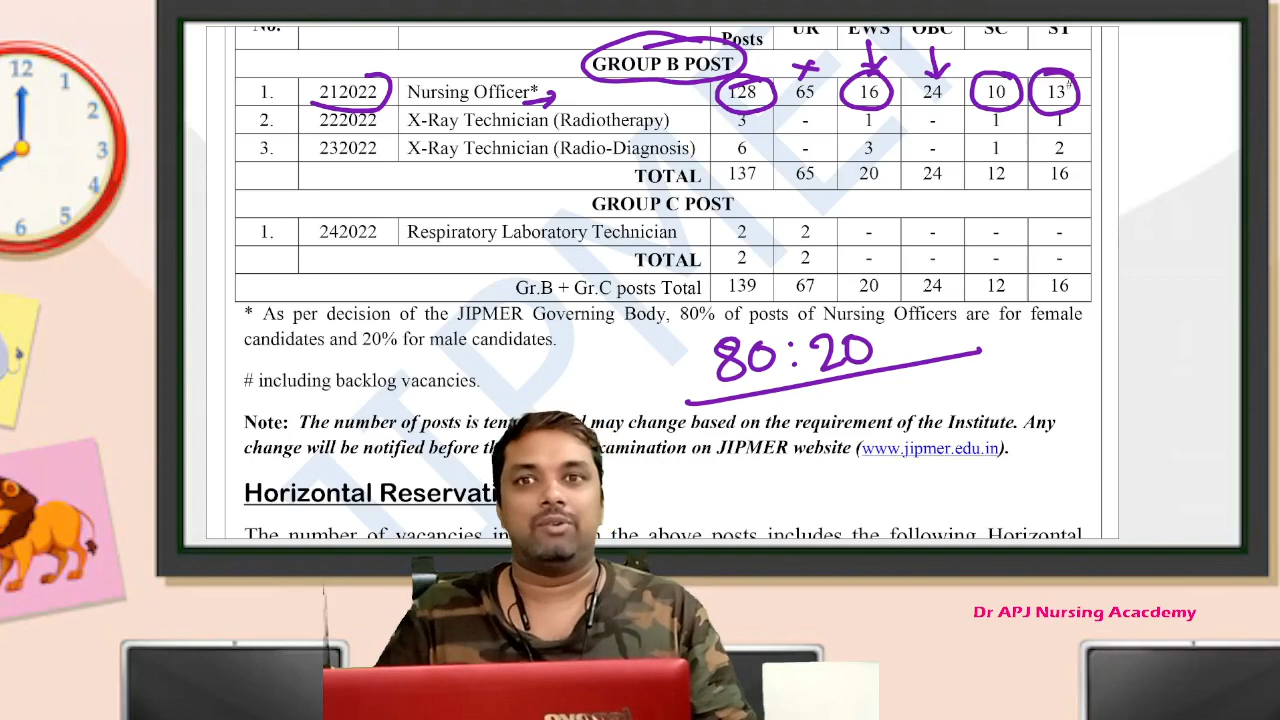 No. Posts UR EWS OBC SC ST
GROUP B POST
1. 212022 Nursing Officer* 128 65 16 24 10 13#
2. 222022 X-Ray Technician (Radiotherapy) 3 - 1 - 1 1
3. 232022 X-Ray Technician (Radio-Diagnosis) 6 - 3 - 1 2
TOTAL 137 65 20 24 12 16
GROUP C POST
1. 242022 Respiratory Laboratory Technician 2 2 - - - -
TOTAL 2 2 - - - -
Gr.B + Gr.C posts Total 139 67 20 24 12 16
* As per decision of the JIPMER Governing Body, 80% of posts of Nursing Officers are for female
candidates and 20% for male candidates.
80:20
# including backlog vacancies.
Note: The number of posts is may change based on the requirement of the Institute. Any
change will be notified before on JIPMER website (www.jipmer.edu.in).
Horizontal
The number of vacancies the above posts includes the following Horizontal
JIPMER
Dr APJ Nursing Acacdemy
12
1
2
3
4
5
6